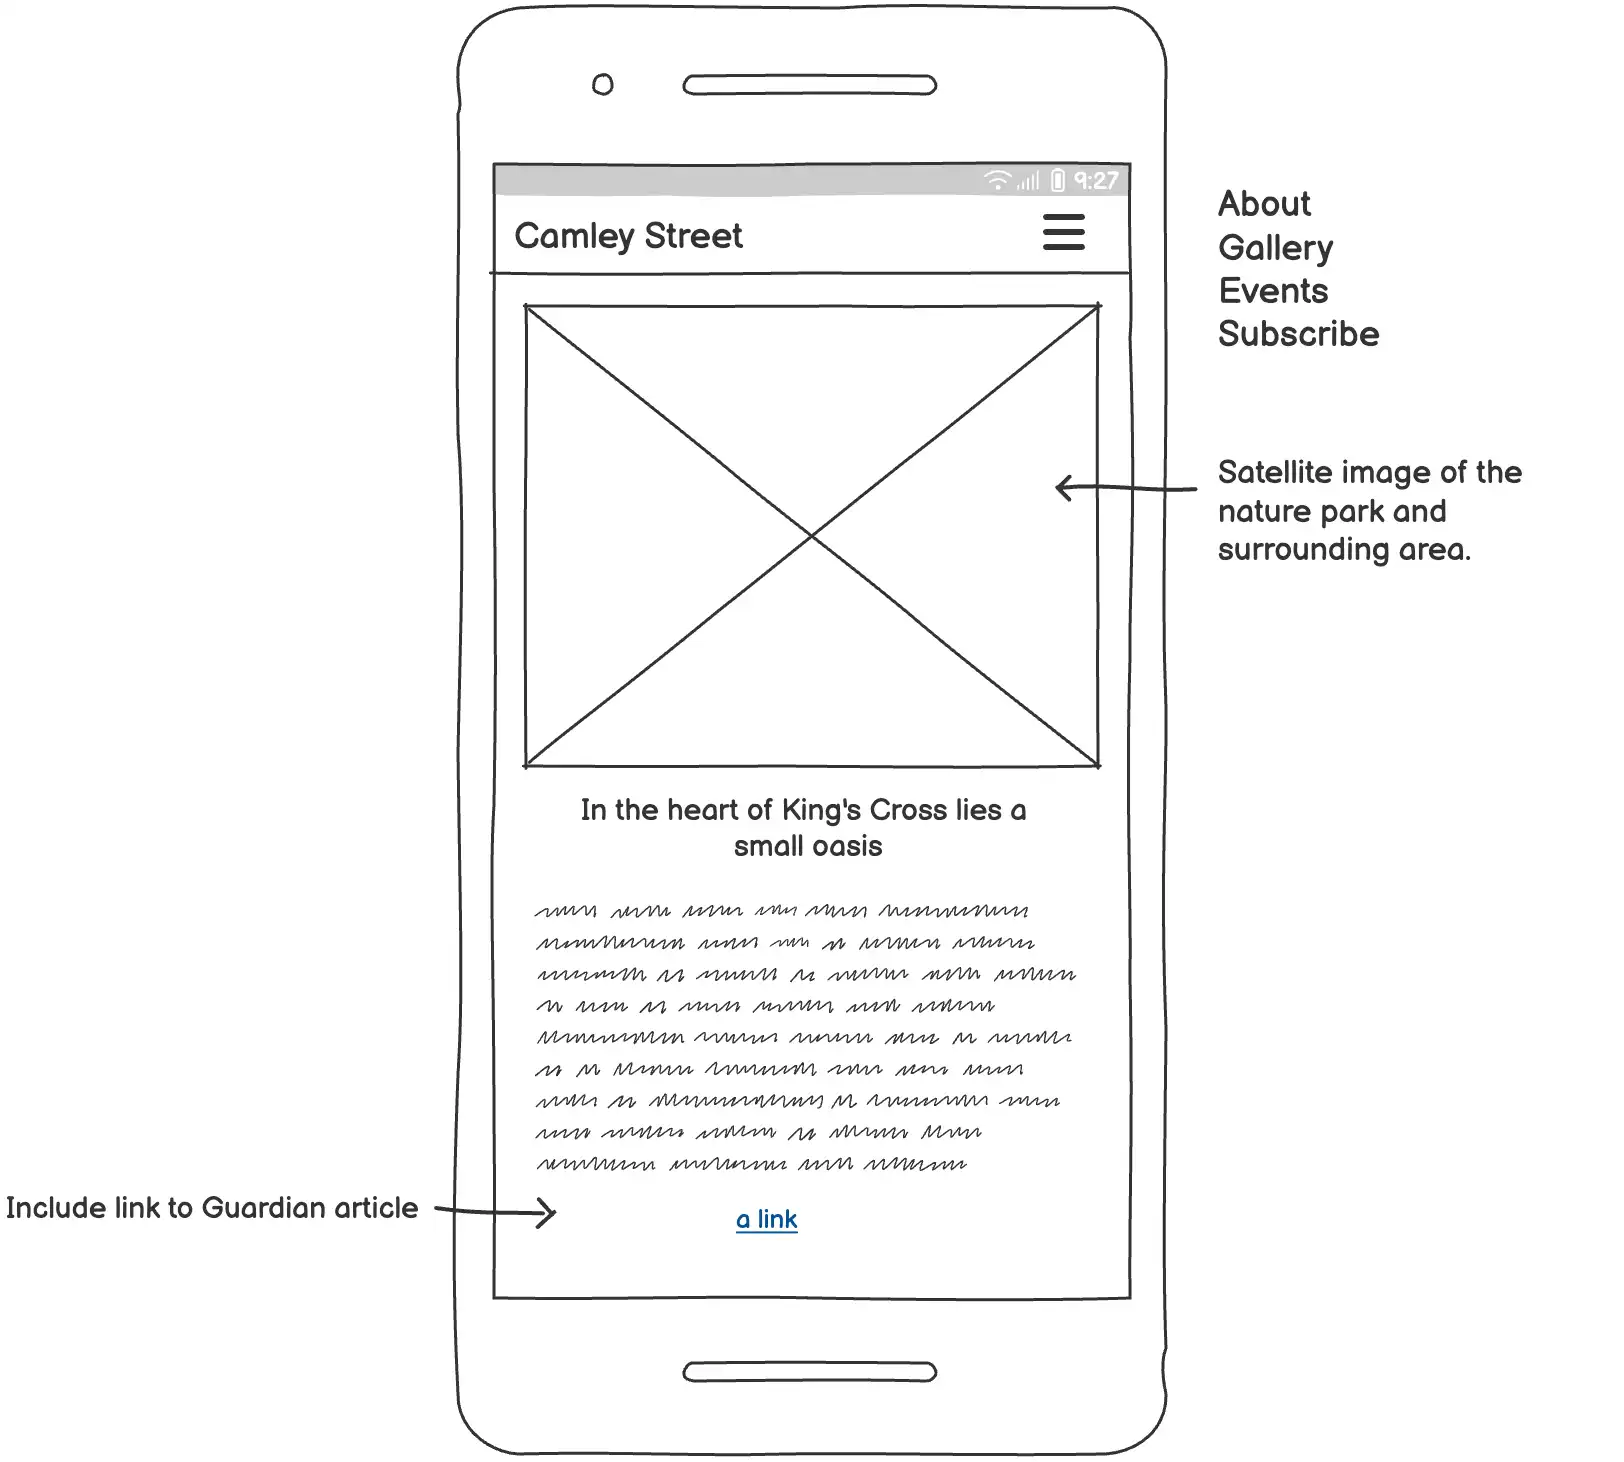 9:27
Camley Street
About
Gallery
Events
Subscribe
Satellite image of the
nature park and
surrounding area.
In the heart of King's Cross lies a
small oasis
Include link to Guardian article
a link